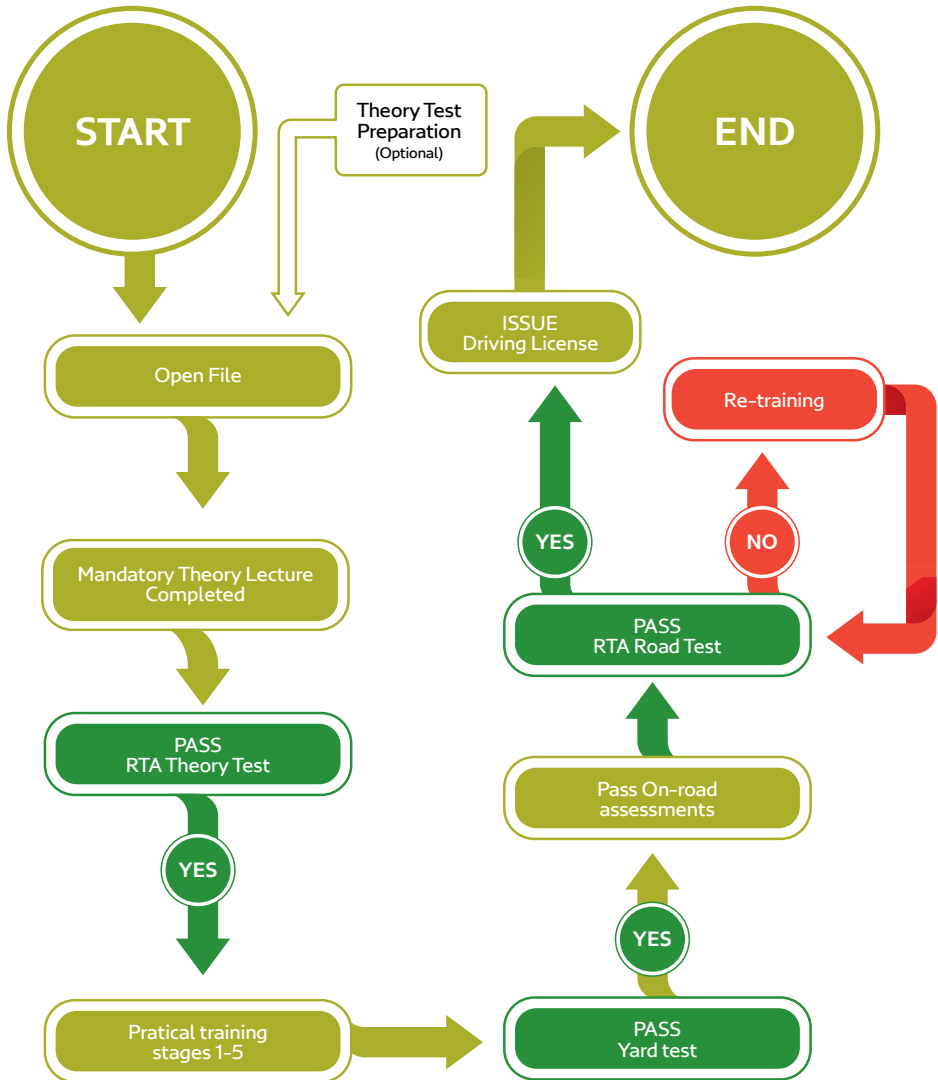 START
Theory Test
Preparation
(Optional)
END
Open File
Mandatory Theory Lecture
Completed
PASS
RTA Theory Test
YES
Pratical training
stages 1-5
PASS
Yard test
YES
Pass On-road
assessments
PASS
RTA Road Test
YES
NO
Re-training
ISSUE
Driving License